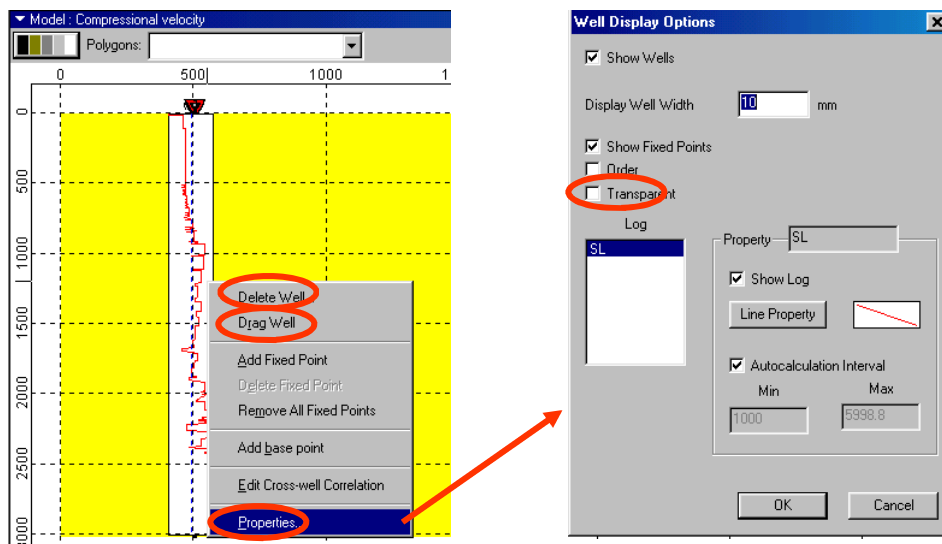 Model : Compressional velocity
Polygons:
0 500 1000 1
0
500
1000
1500
2000
2500
3000
Delete Well
Drag Well
Add Fixed Point
Delete Fixed Point
Remove All Fixed Points
Add base point
Edit Cross-well Correlation
Properties...
Well Display Options
Show Wells
Display Well Width 10 mm
Show Fixed Points
Order
Transparent
Log
SL
Property SL
Show Log
Line Property
Autocalculation Interval
Min Max
1000 5998.8
OK Cancel